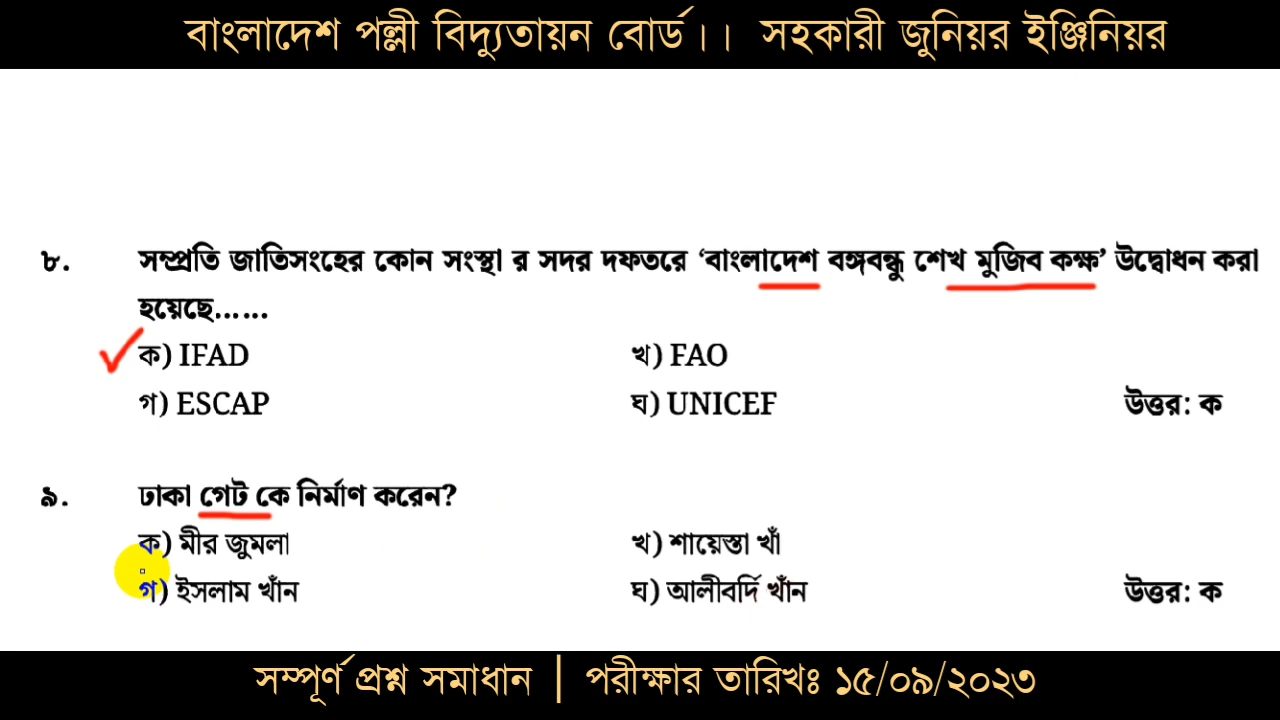 বাংলাদেশ পল্লী বিদ্যুতায়ন বোর্ড।। সহকারী জুনিয়র ইঞ্জিনিয়র
৮. সম্প্রতি জাতিসংহের কোন সংস্থা র সদর দফতরে ‘বাংলাদেশ বঙ্গবন্ধু শেখ মুজিব কক্ষ’ উদ্বোধন করা
হয়েছে......
ক) IFAD খ) FAO
গ) ESCAP ঘ) UNICEF উত্তর: ক
৯. ঢাকা গেট কে নির্মাণ করেন?
ক) মীর জুমলা খ) শায়েস্তা খাঁ
গ) ইসলাম খাঁন ঘ) আলীবর্দি খাঁন উত্তর: ক
সম্পূর্ণ প্রশ্ন সমাধান | পরীক্ষার তারিখঃ ১৫/০৯/২০২৩